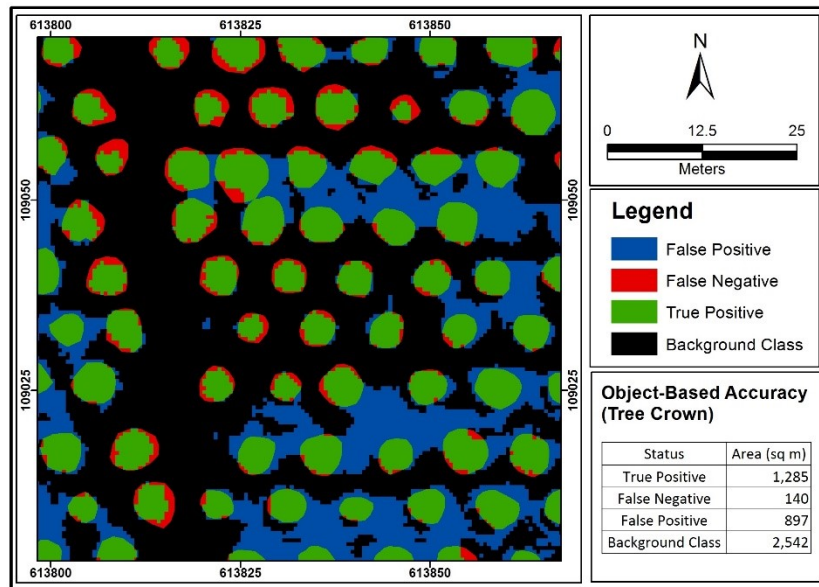 613800 613825 613850
109050 109050
109025 109025
613800 613825 613850
N
0 12.5 25
Meters
Legend
False Positive
False Negative
True Positive
Background Class
Object-Based Accuracy
(Tree Crown)
Status Area (sq m)
True Positive 1,285
False Negative 140
False Positive 897
Background Class 2,542